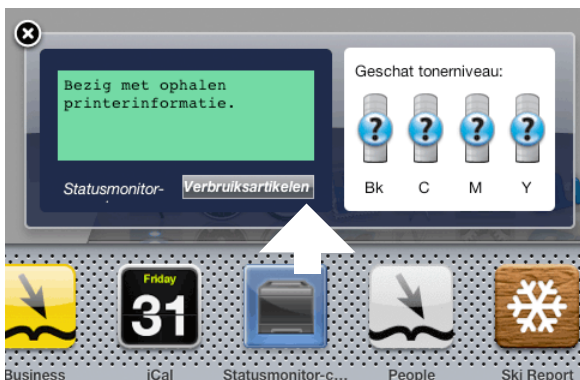 Bezig met ophalen
printerinformatie.
Statusmonitor-
Verbruiksartikelen
Geschat tonerniveau:
? ? ? ?
Bk C M Y
Friday
31
Business iCal Statusmonitor-c... People Ski Report